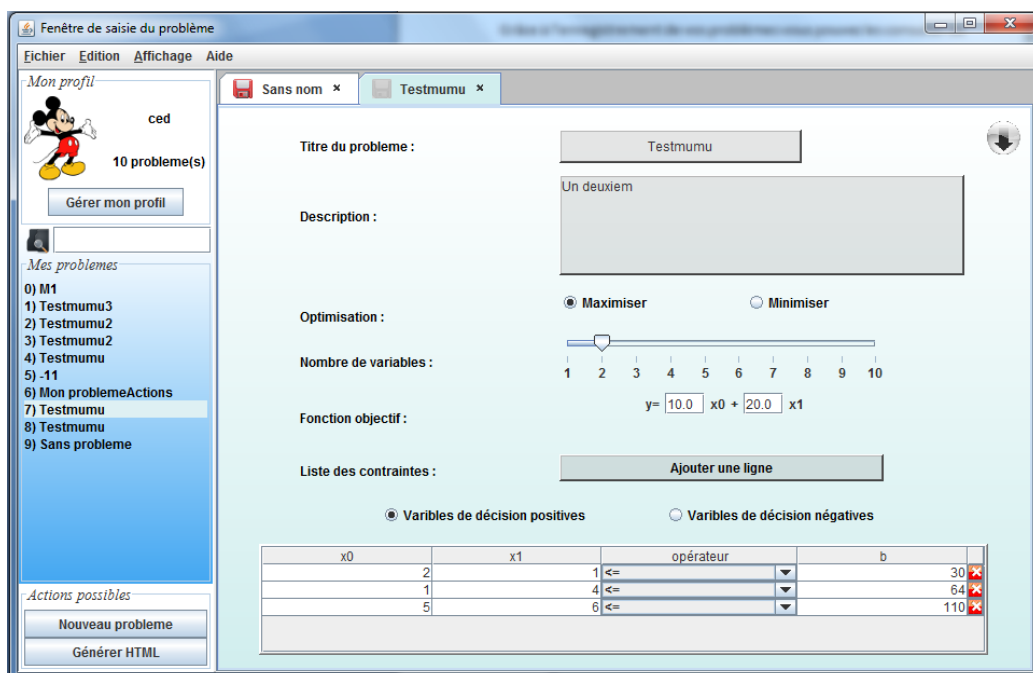 Fenêtre de saisie du problème
Fichier Edition Affichage Aide
Mon profil
ced
10 probleme(s)
Gérer mon profil
Mes problemes
0) M1
1) Testmumu3
2) Testmumu2
3) Testmumu2
4) Testmumu
5) -11
6) Mon problemeActions
7) Testmumu
8) Testmumu
9) Sans probleme
Actions possibles
Nouveau probleme
Générer HTML
Sans nom × Testmumu ×
Titre du probleme : Testmumu
Description : Un deuxiem
Optimisation : Maximiser Minimiser
Nombre de variables : 1 2 3 4 5 6 7 8 9 10
Fonction objectif : y= 10.0 x0 + 20.0 x1
Liste des contraintes : Ajouter une ligne
Varibles de décision positives Varibles de décision négatives
x0 x1 opérateur b
2 1 <= 30
1 4 <= 64
5 6 <= 110